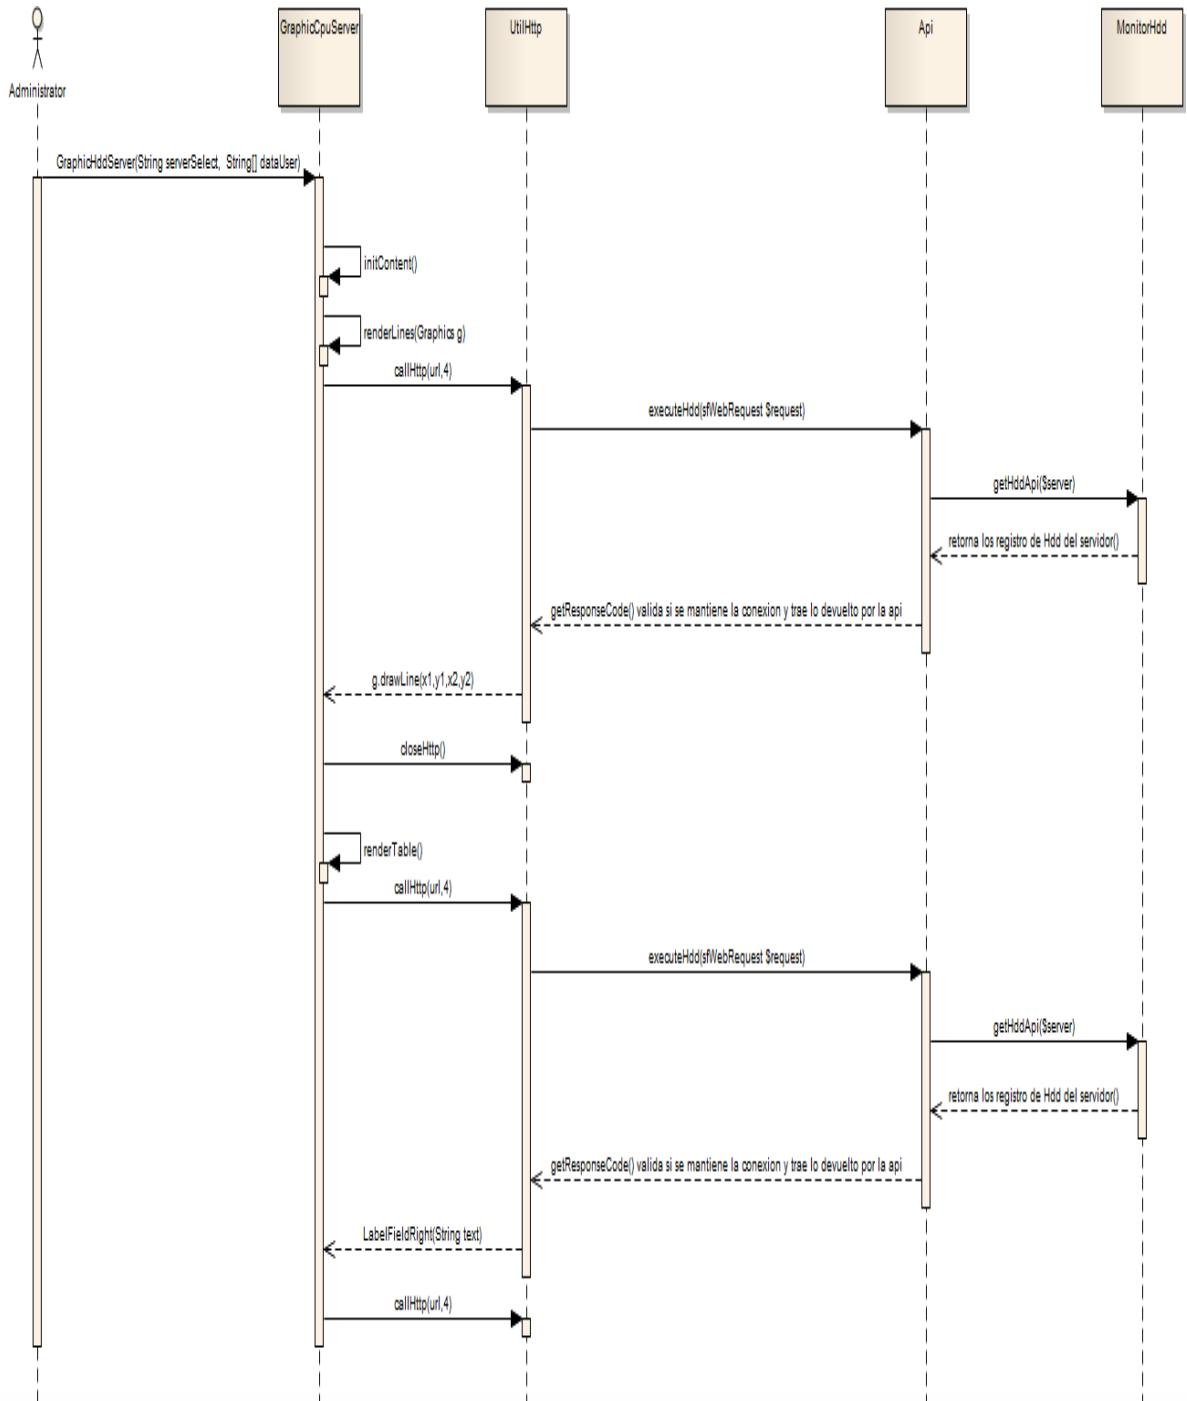 GraphicCpuServer
UtilHttp
Api
MonitorHdd
Administrator
GraphicHddServer(String serverSelect, String[] dataUser)
initContent()
renderLines(Graphics g)
callHttp(url,4)
executeHdd(sfWebRequest $request)
getHddApi($server)
retorna los registro de Hdd del servidor()
getResponseCode() valida si se mantiene la conexion y trae lo devuelto por la api
g.drawLine(x1,y1,x2,y2)
closeHttp()
renderTable()
callHttp(url,4)
executeHdd(sfWebRequest $request)
getHddApi($server)
retorna los registro de Hdd del servidor()
getResponseCode() valida si se mantiene la conexion y trae lo devuelto por la api
LabelFieldRight(String text)
callHttp(url,4)